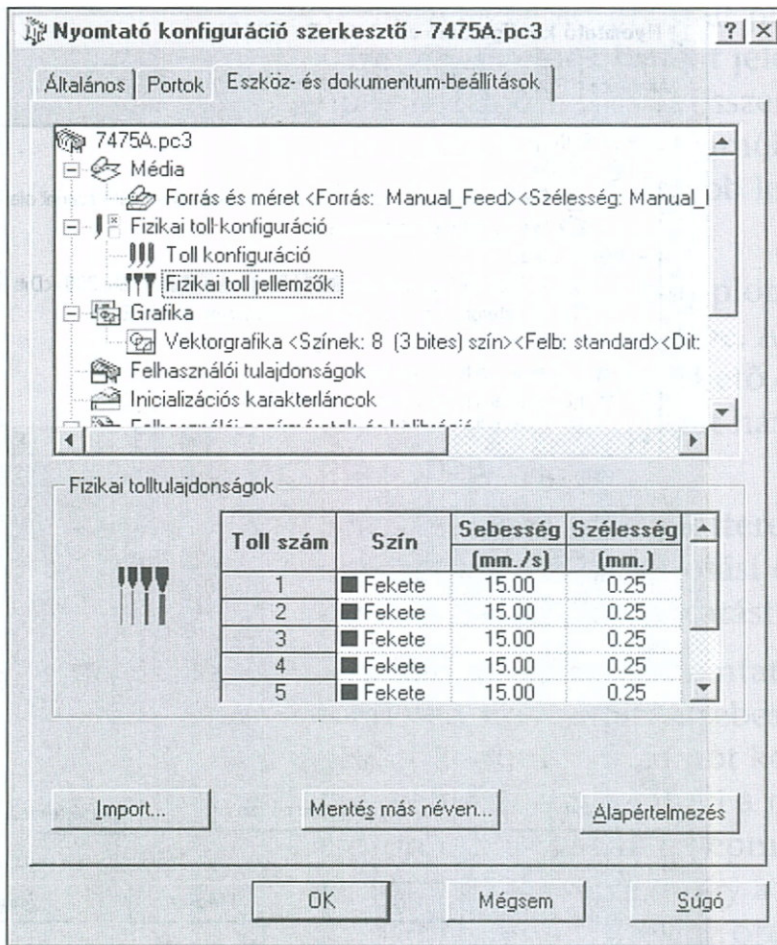 Nyomtató konfiguráció szerkesztő - 7475A.pc3
Általános
Portok
Eszköz- és dokumentum-beállítások
7475A.pc3
Média
Forrás és méret <Forrás: Manual_Feed><Szélesség: Manual_
Fizikai toll-konfiguráció
Toll konfiguráció
Fizikai toll jellemzők
Grafika
Vektorgrafika <Színek: 8 (3 bites) szín><Felb: standard><Dit:
Felhasználói tulajdonságok
Inicializációs karakterláncok
Fizikai tolltulajdonságok
Toll szám Szín Sebesség Szélesség
(mm./s) (mm.)
1 Fekete 15.00 0.25
2 Fekete 15.00 0.25
3 Fekete 15.00 0.25
4 Fekete 15.00 0.25
5 Fekete 15.00 0.25
Import...
Mentés más néven...
Alapértelmezés
OK
Mégsem
Súgó